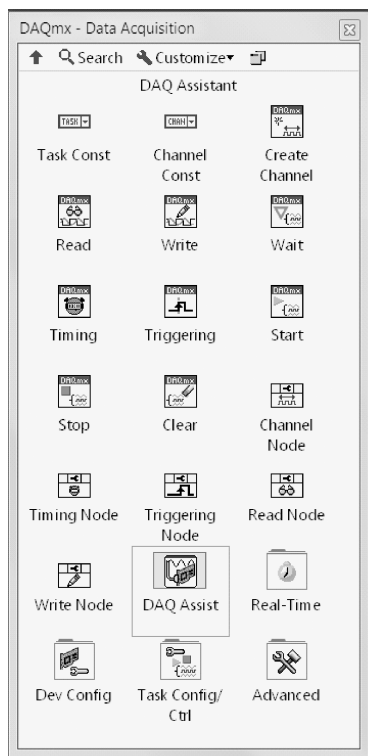 DAQmx - Data Acquisition
Search Customize▾
DAQ Assistant
TASK CHAN DAQmx
Task Const Channel Const Create Channel
DAQmx DAQmx DAQmx
Read Write Wait
DAQmx DAQmx DAQmx
Timing Triggering Start
DAQmx DAQmx
Stop Clear Channel Node
Timing Node Triggering Node Read Node
Write Node DAQ Assist Real-Time
Dev Config Task Config/ Ctrl Advanced